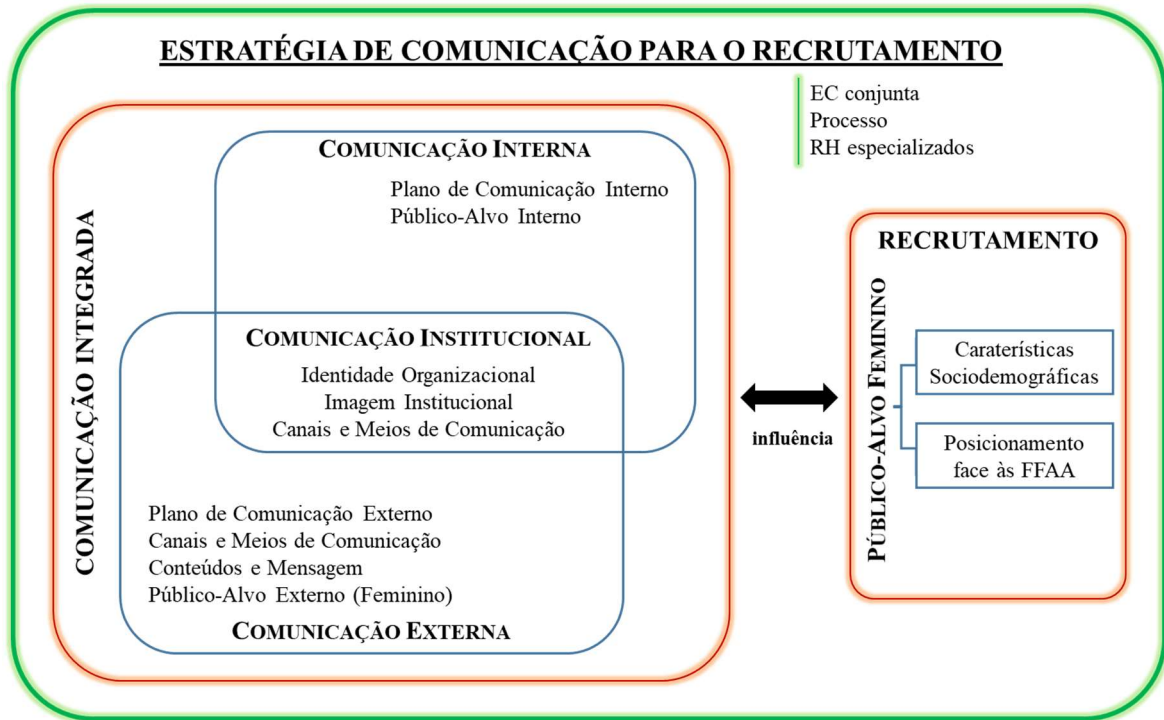 ESTRATÉGIA DE COMUNICAÇÃO PARA O RECRUTAMENTO
EC conjunta
Processo
RH especializados
COMUNICAÇÃO INTEGRADA
COMUNICAÇÃO INTERNA
Plano de Comunicação Interno
Público-Alvo Interno
COMUNICAÇÃO INSTITUCIONAL
Identidade Organizacional
Imagem Institucional
Canais e Meios de Comunicação
Plano de Comunicação Externo
Canais e Meios de Comunicação
Conteúdos e Mensagem
Público-Alvo Externo (Feminino)
COMUNICAÇÃO EXTERNA
influência
RECRUTAMENTO
PÚBLICO-ALVO FEMININO
Caraterísticas
Sociodemográficas
Posicionamento
face às FFAA